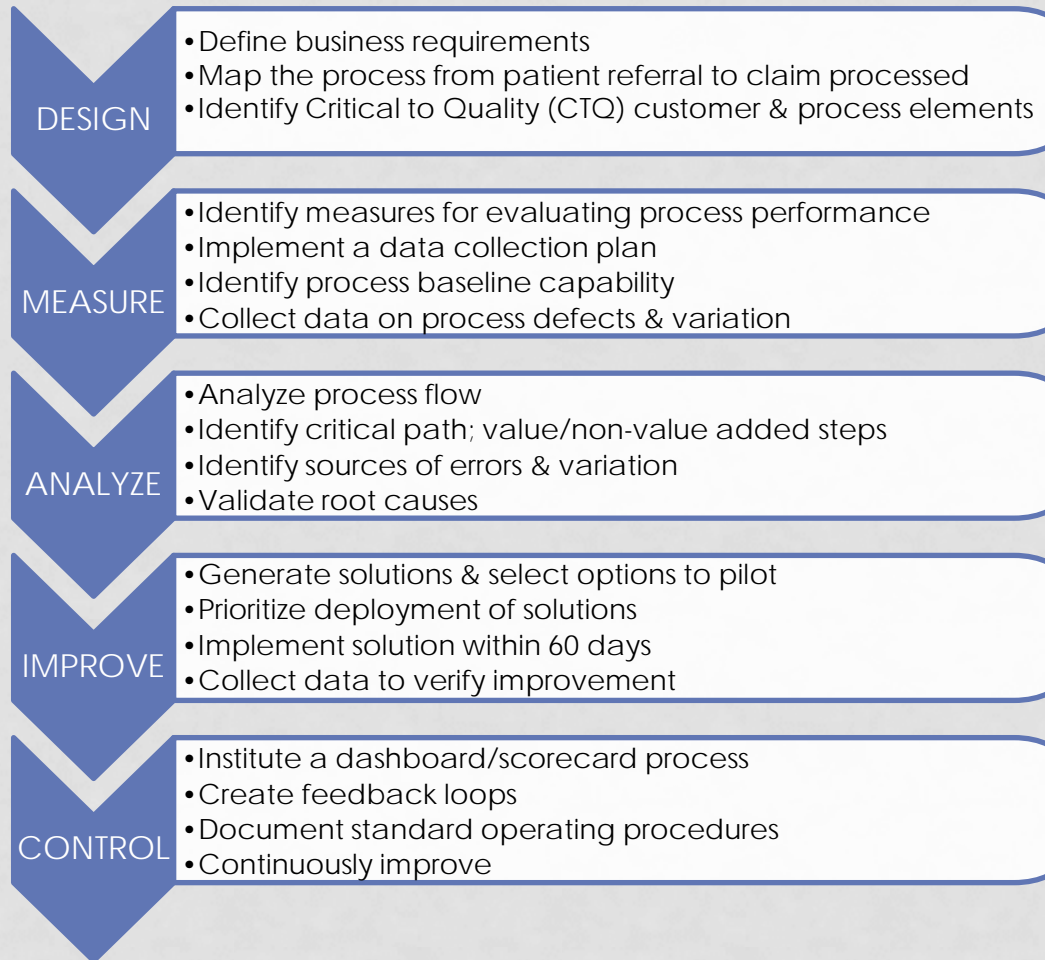 DESIGN
•Define business requirements
•Map the process from patient referral to claim processed
•Identify Critical to Quality (CTQ) customer & process elements
MEASURE
•Identify measures for evaluating process performance
•Implement a data collection plan
•Identify process baseline capability
•Collect data on process defects & variation
ANALYZE
•Analyze process flow
•Identify critical path; value/non-value added steps
•Identify sources of errors & variation
•Validate root causes
IMPROVE
•Generate solutions & select options to pilot
•Prioritize deployment of solutions
•Implement solution within 60 days
•Collect data to verify improvement
CONTROL
•Institute a dashboard/scorecard process
•Create feedback loops
•Document standard operating procedures
•Continuously improve